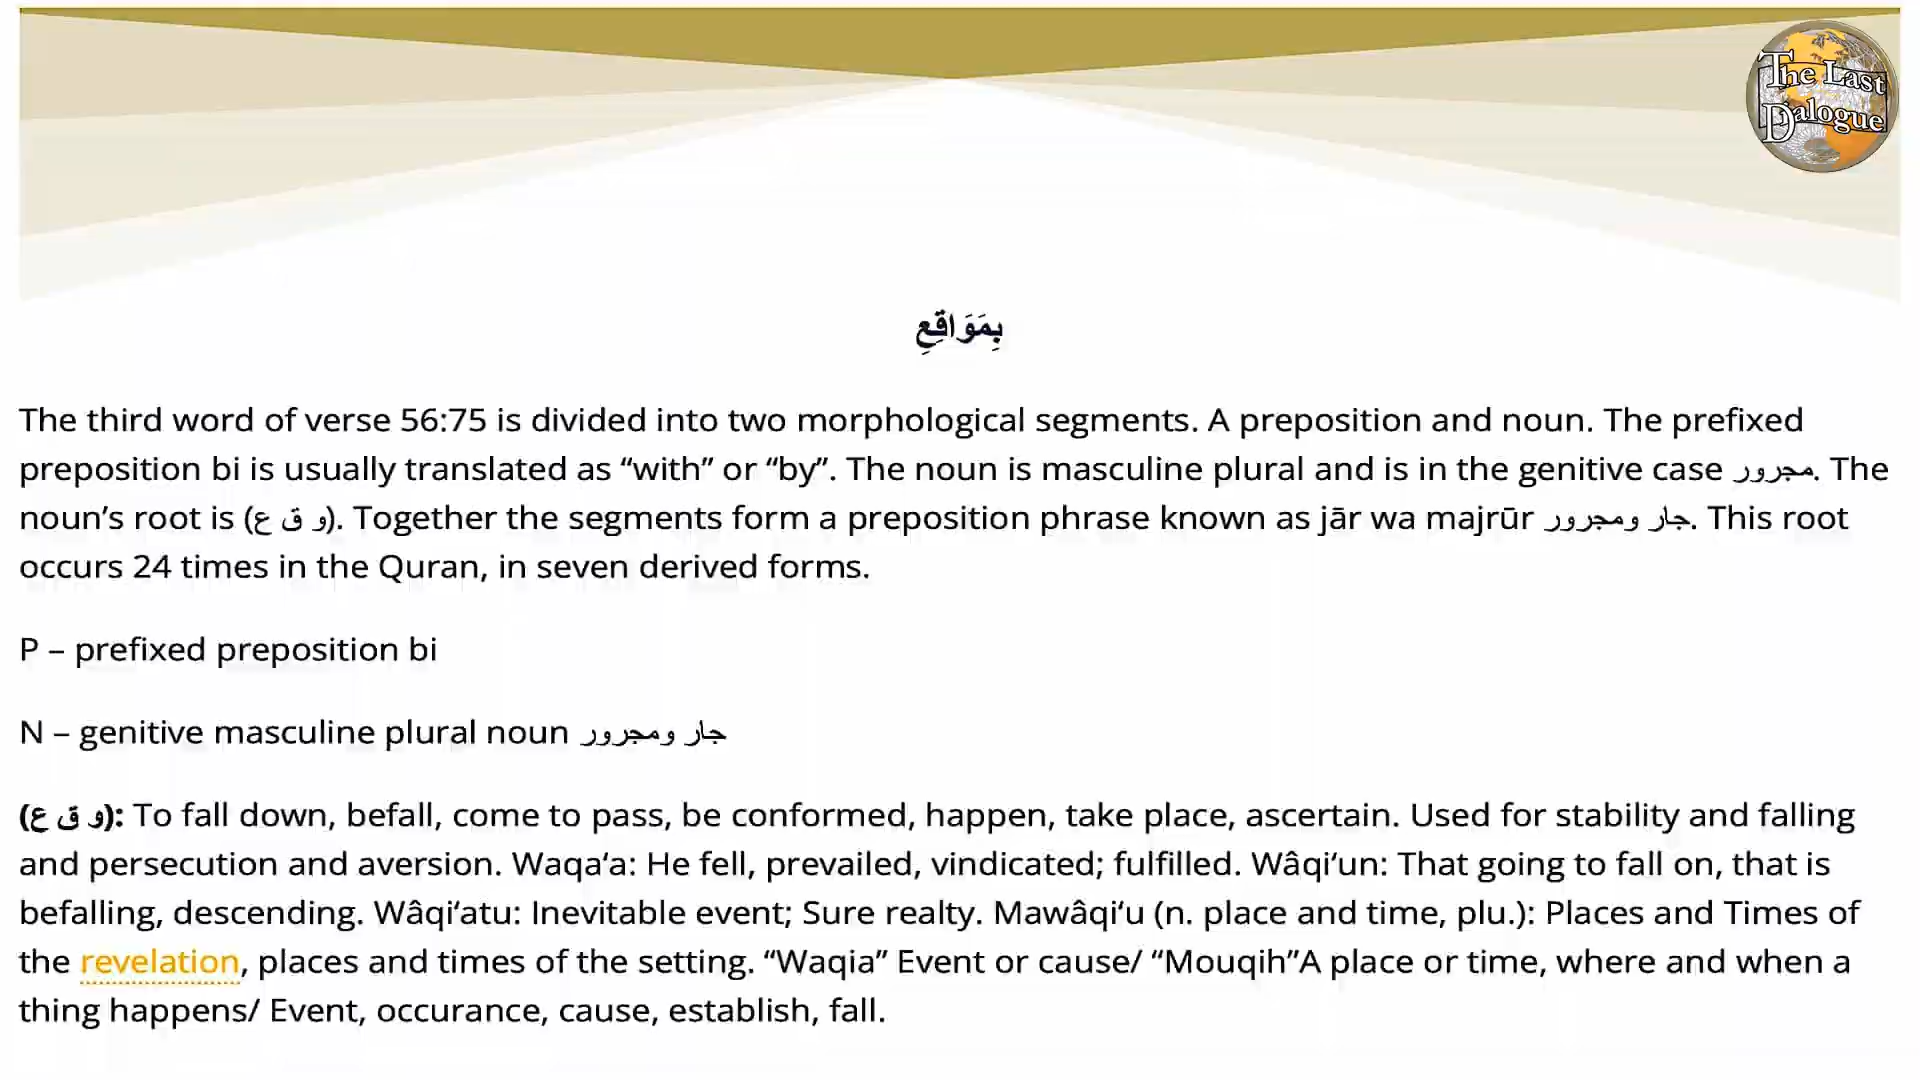 The Last
Dialogue
بِمَوَاقِعِ
The third word of verse 56:75 is divided into two morphological segments. A preposition and noun. The prefixed
preposition bi is usually translated as “with” or “by”. The noun is masculine plural and is in the genitive case مجرور. The
noun’s root is (و ق ع). Together the segments form a preposition phrase known as jār wa majrūr جار ومجرور. This root
occurs 24 times in the Quran, in seven derived forms.
P – prefixed preposition bi
N – genitive masculine plural noun جار ومجرور
(و ق ع): To fall down, befall, come to pass, be conformed, happen, take place, ascertain. Used for stability and falling
and persecution and aversion. Waqa‘a: He fell, prevailed, vindicated; fulfilled. Wâqi‘un: That going to fall on, that is
befalling, descending. Wâqi‘atu: Inevitable event; Sure realty. Mawâqi‘u (n. place and time, plu.): Places and Times of
the revelation, places and times of the setting. “Waqia” Event or cause/ “Mouqih”A place or time, where and when a
thing happens/ Event, occurance, cause, establish, fall.